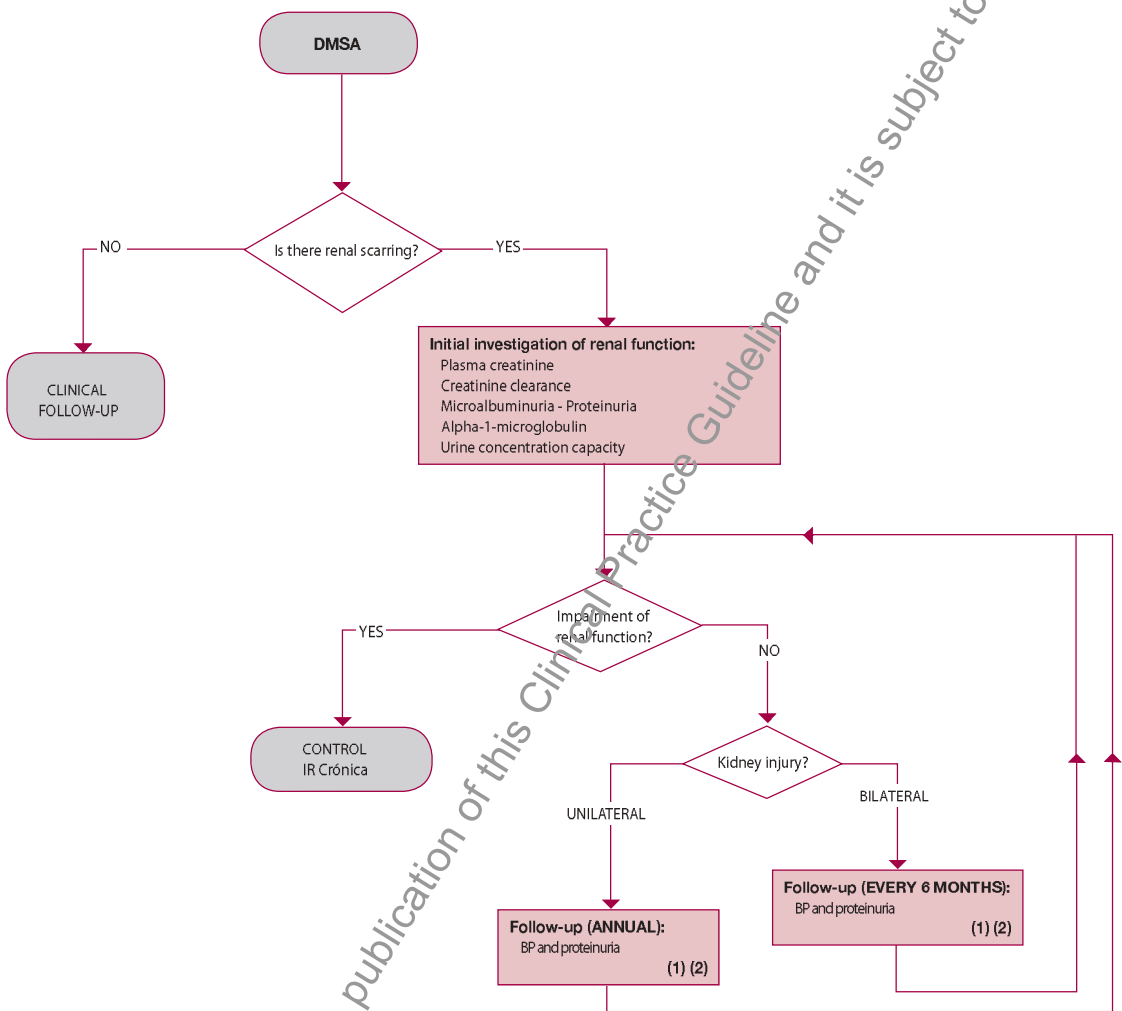 DMSA
Is there renal scarring?
NO
YES
CLINICAL
FOLLOW-UP
Initial investigation of renal function:
Plasma creatinine
Creatinine clearance
Microalbuminuria - Proteinuria
Alpha-1-microglobulin
Urine concentration capacity
Impairment of
renal function?
YES
NO
CONTROL
IR Crónica
Kidney injury?
UNILATERAL
BILATERAL
Follow-up (EVERY 6 MONTHS):
BP and proteinuria
(1) (2)
Follow-up (ANNUAL):
BP and proteinuria
(1) (2)
publication of this Clinical Practice Guideline and it is subject to